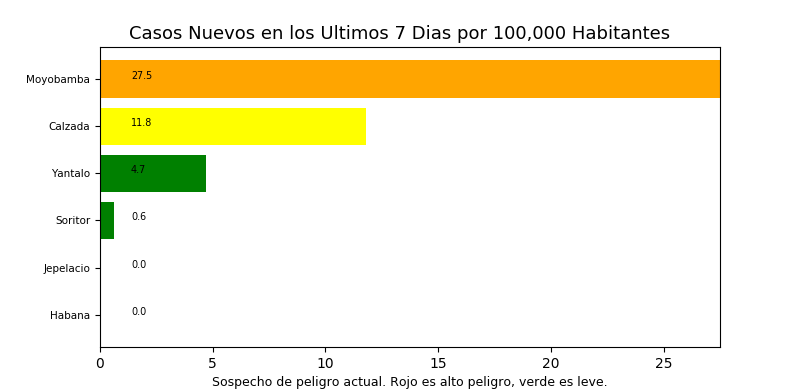 Casos Nuevos en los Ultimos 7 Dias por 100,000 Habitantes
Moyobamba 27.5
Calzada 11.8
Yantalo 4.7
Soritor 0.6
Jepelacio 0.0
Habana 0.0
0 5 10 15 20 25
Sospecho de peligro actual. Rojo es alto peligro, verde es leve.